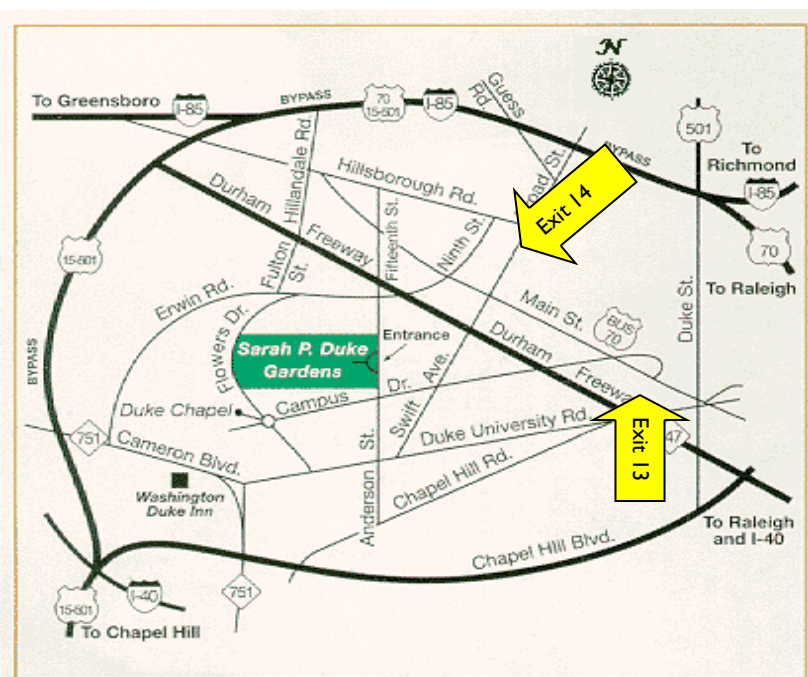 N
To Greensboro
I-85
BYPASS
70
15-501
I-85
Guess
Rd.
BYPASS
501
To
Richmond
I-85
70
To Raleigh
Hillandale Rd.
Hillsborough Rd.
Exit 14
Durham
Freeway
Fifteenth St.
Ninth St.
15-501
Fulton
St.
Erwin Rd.
Main St.
BUS
70
Duke St.
Flowers Dr.
Sarah P. Duke
Gardens
Entrance
Durham
Freeway
BYPASS
Swift Ave.
Duke Chapel
Campus Dr.
Duke University Rd.
Exit 13
47
751
Cameron Blvd.
Anderson St.
Chapel Hill Rd.
Washington
Duke Inn
To Raleigh
and I-40
Chapel Hill Blvd.
751
I-40
15-501
To Chapel Hill